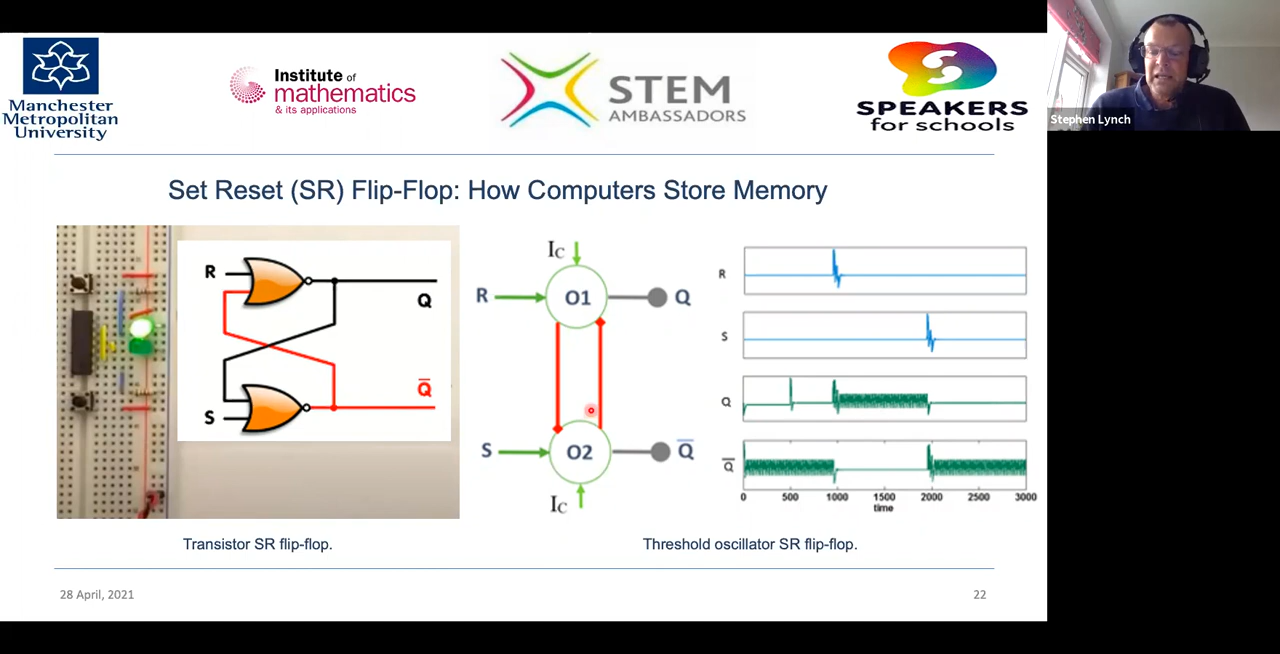 Manchester
Metropolitan
University
Institute of
mathematics
& its applications
STEM
AMBASSADORS
SPEAKERS
for schools
Stephen Lynch
Set Reset (SR) Flip-Flop: How Computers Store Memory
R
Q
Q̅
S
I_C
R
O1
Q
S
O2
Q̅
I_C
R
S
Q
Q̅
0 500 1000 1500 2000 2500 3000
time
Transistor SR flip-flop.
Threshold oscillator SR flip-flop.
28 April, 2021
22